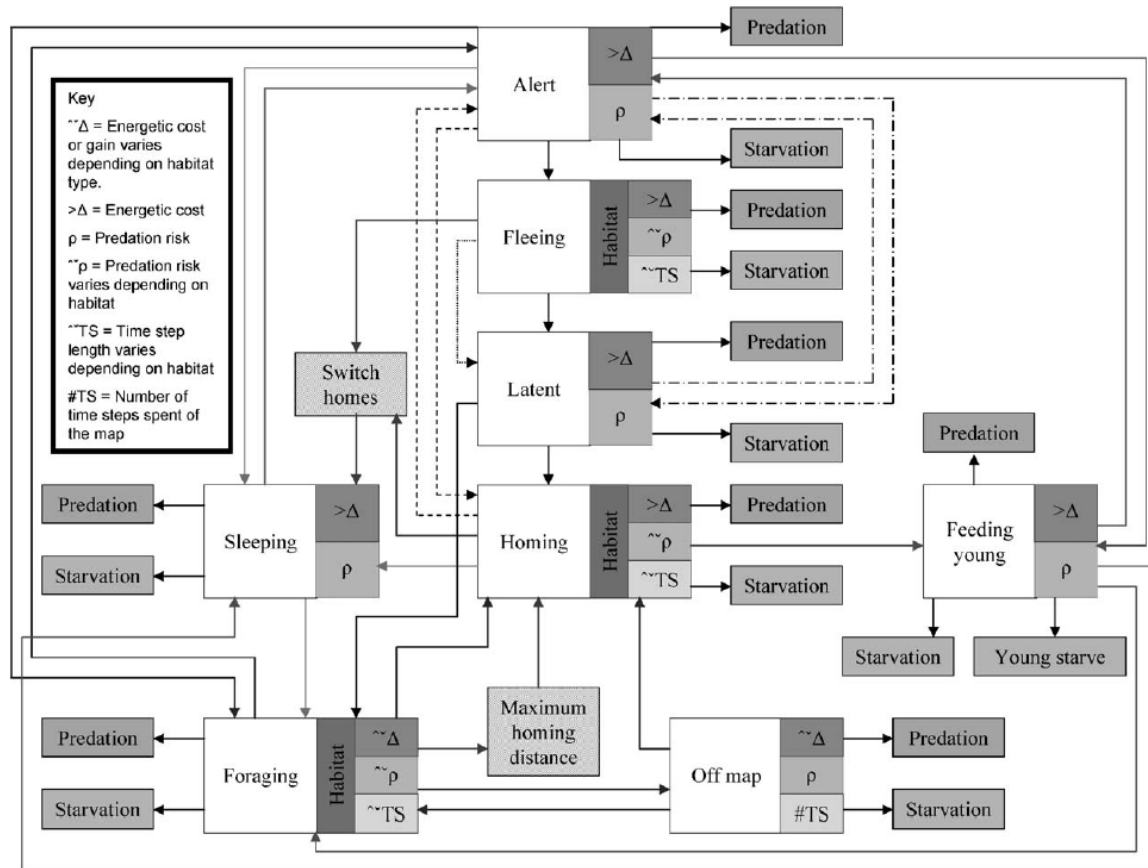 Predation
Alert
>Δ
ρ
Starvation
Key
ˆˇΔ = Energetic cost
or gain varies
depending on habitat
type.
>Δ = Energetic cost
ρ = Predation risk
ˆˇρ = Predation risk
varies depending on
habitat
ˆˇTS = Time step
length varies
depending on habitat
#TS = Number of
time steps spent of
the map
Fleeing
Habitat
>Δ
ˆˇρ
ˆˇTS
Predation
Starvation
Switch
homes
Latent
>Δ
ρ
Predation
Starvation
Predation
Starvation
Sleeping
>Δ
ρ
Homing
Habitat
>Δ
ˆˇρ
ˆˇTS
Predation
Starvation
Predation
Feeding
young
>Δ
ρ
Starvation
Young starve
Predation
Starvation
Foraging
Habitat
ˆˇΔ
ˆˇρ
ˆˇTS
Maximum
homing
distance
Off map
ˆˇΔ
ρ
#TS
Predation
Starvation